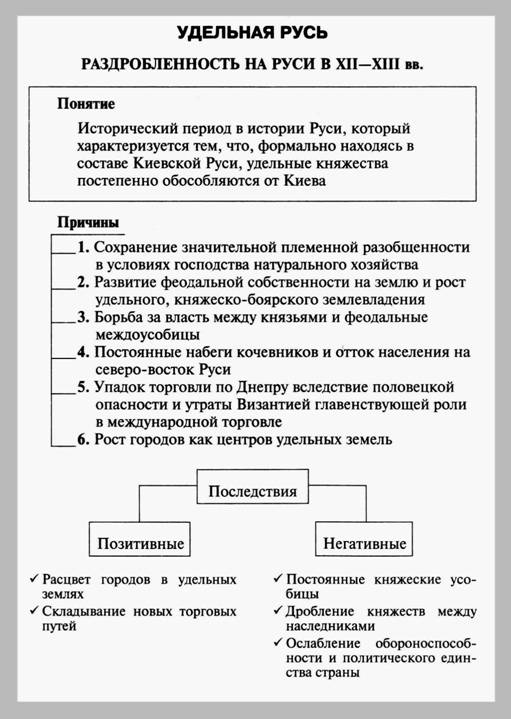 УДЕЛЬНАЯ РУСЬ
РАЗДРОБЛЕННОСТЬ НА РУСИ В XII—XIII вв.
Понятие
Исторический период в истории Руси, который
характеризуется тем, что, формально находясь в
составе Киевской Руси, удельные княжества
постепенно обособляются от Киева
Причины
1. Сохранение значительной племенной разобщенности
в условиях господства натурального хозяйства
2. Развитие феодальной собственности на землю и рост
удельного, княжеско-боярского землевладения
3. Борьба за власть между князьями и феодальные
междоусобицы
4. Постоянные набеги кочевников и отток населения на
северо-восток Руси
5. Упадок торговли по Днепру вследствие половецкой
опасности и утраты Византией главенствующей роли
в международной торговле
6. Рост городов как центров удельных земель
Последствия
Позитивные
✓ Расцвет городов в удельных
землях
✓ Складывание новых торговых
путей
Негативные
✓ Постоянные княжеские усо-
бицы
✓ Дробление княжеств между
наследниками
✓ Ослабление обороноспособ-
ности и политического един-
ства страны